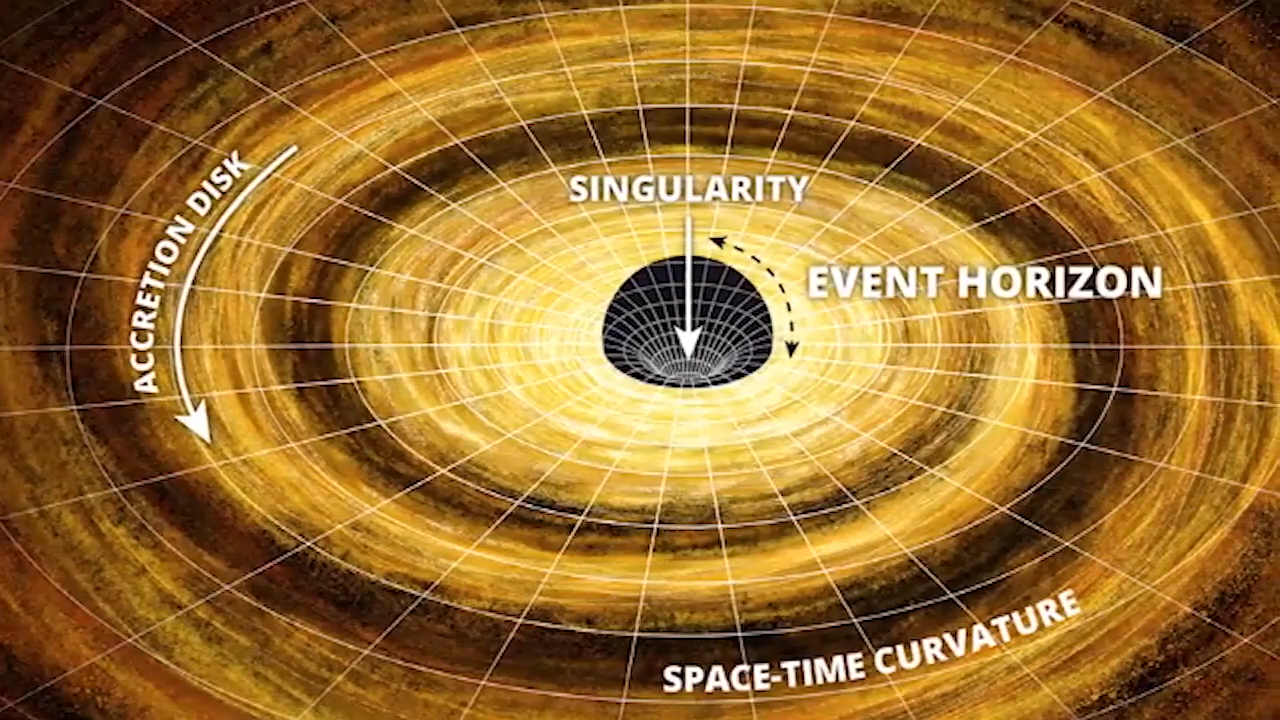 ACCRETION DISK
SINGULARITY
EVENT HORIZON
SPACE-TIME CURVATURE